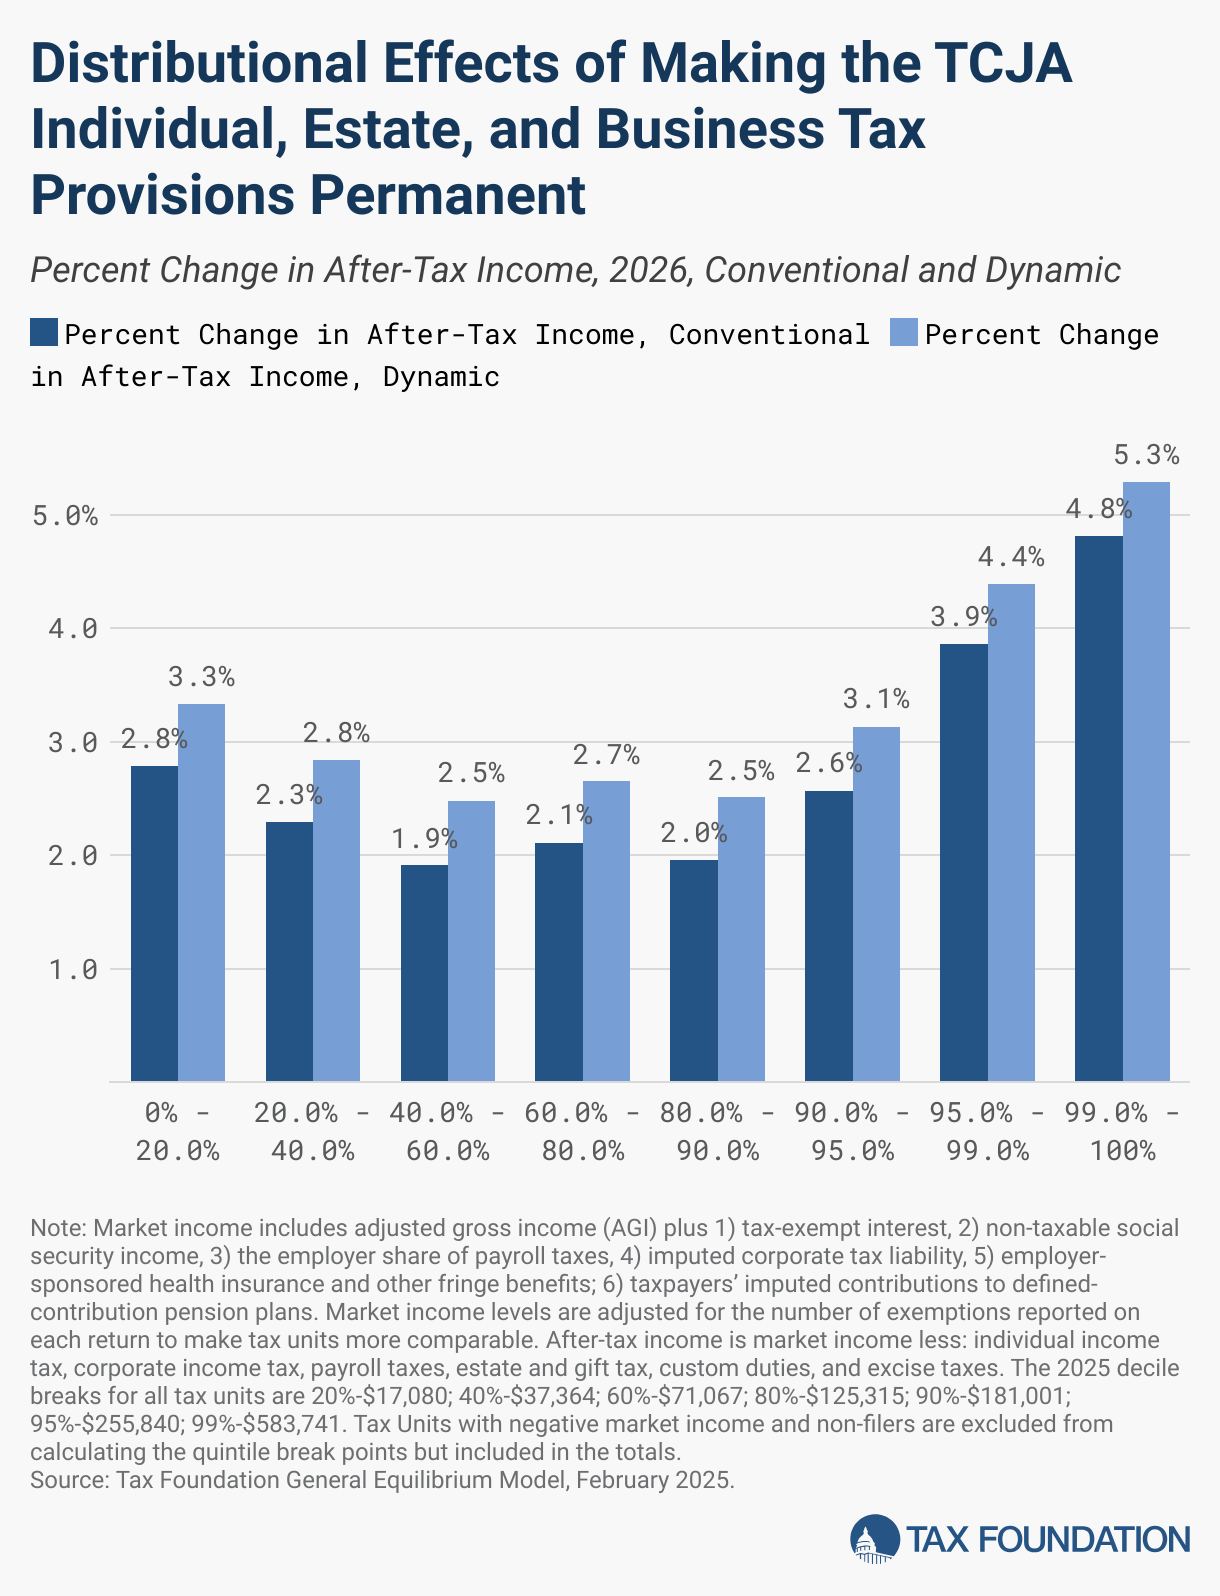 Distributional Effects of Making the TCJA
Individual, Estate, and Business Tax
Provisions Permanent
Percent Change in After-Tax Income, 2026, Conventional and Dynamic
Percent Change in After-Tax Income, Conventional Percent Change
in After-Tax Income, Dynamic
5.3%
5.0%
4.8%
4.4%
4.0
3.9%
3.3%
3.1%
3.0
2.8%
2.8%
2.7%
2.5%
2.5%
2.6%
2.3%
2.1%
1.9%
2.0%
2.0
1.0
0% - 20.0% - 40.0% - 60.0% - 80.0% - 90.0% - 95.0% - 99.0% -
20.0% 40.0% 60.0% 80.0% 90.0% 95.0% 99.0% 100%
Note: Market income includes adjusted gross income (AGI) plus 1) tax-exempt interest, 2) non-taxable social
security income, 3) the employer share of payroll taxes, 4) imputed corporate tax liability, 5) employer-
sponsored health insurance and other fringe benefits; 6) taxpayers’ imputed contributions to defined-
contribution pension plans. Market income levels are adjusted for the number of exemptions reported on
each return to make tax units more comparable. After-tax income is market income less: individual income
tax, corporate income tax, payroll taxes, estate and gift tax, custom duties, and excise taxes. The 2025 decile
breaks for all tax units are 20%-$17,080; 40%-$37,364; 60%-$71,067; 80%-$125,315; 90%-$181,001;
95%-$255,840; 99%-$583,741. Tax Units with negative market income and non-filers are excluded from
calculating the quintile break points but included in the totals.
Source: Tax Foundation General Equilibrium Model, February 2025.
TAX FOUNDATION